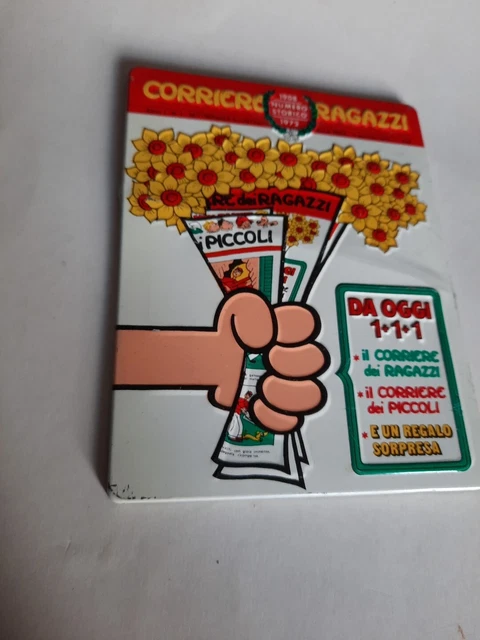 CORRIERE RAGAZZI
1908
NUMERO
STORICO
1972
RE dei RAGAZZI
i PICCOLI
DA OGGI
1+1+1
* il CORRIERE
dei RAGAZZI
* il CORRIERE
dei PICCOLI
* E UN REGALO
SORPRESA